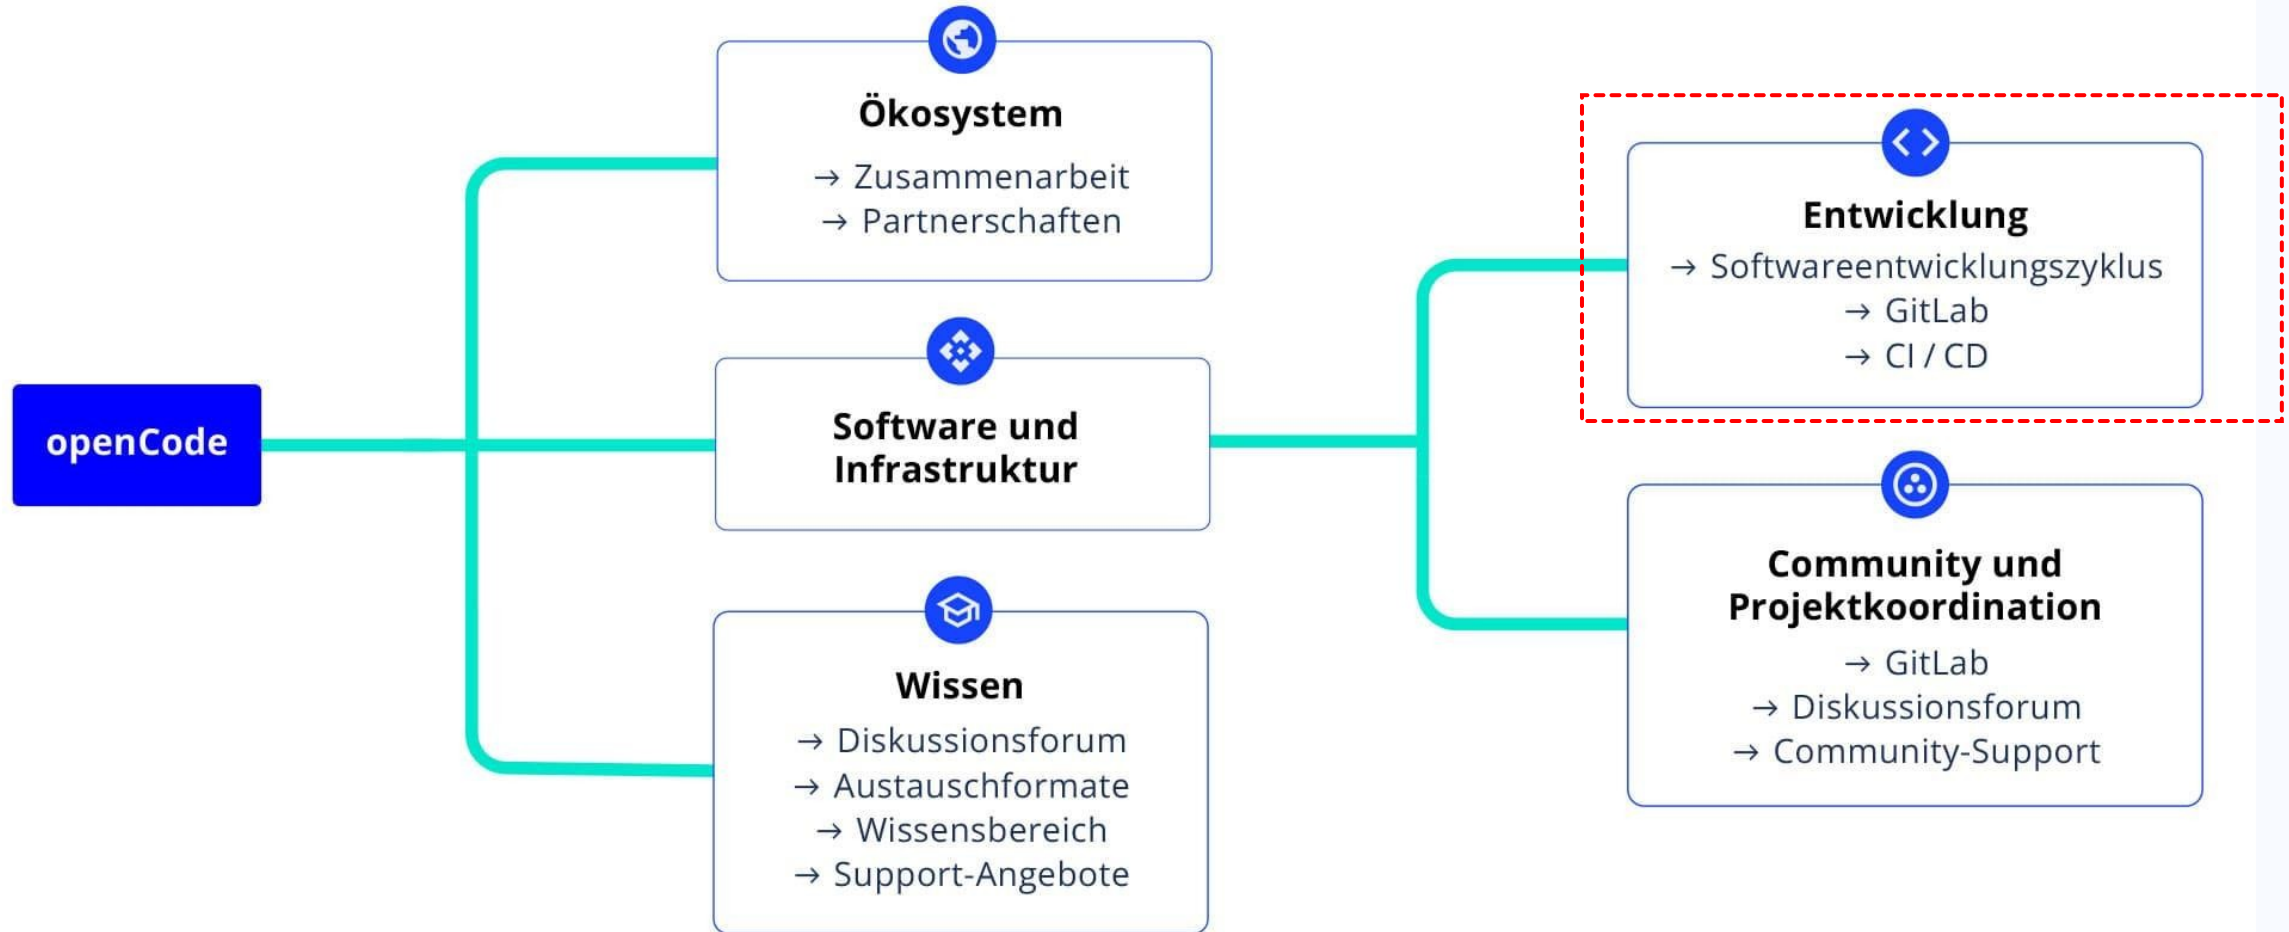 openCode
Ökosystem
→ Zusammenarbeit
→ Partnerschaften
Software und
Infrastruktur
Wissen
→ Diskussionsforum
→ Austauschformate
→ Wissensbereich
→ Support-Angebote
Entwicklung
→ Softwareentwicklungszyklus
→ GitLab
→ CI / CD
Community und
Projektkoordination
→ GitLab
→ Diskussionsforum
→ Community-Support